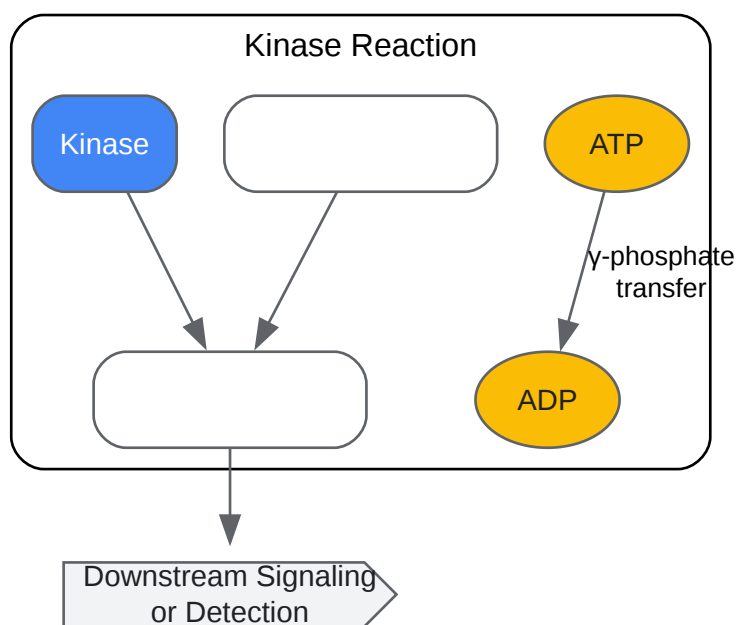 Kinase Reaction
Kinase
ATP
γ-phosphate
transfer
ADP
Downstream Signaling
or Detection